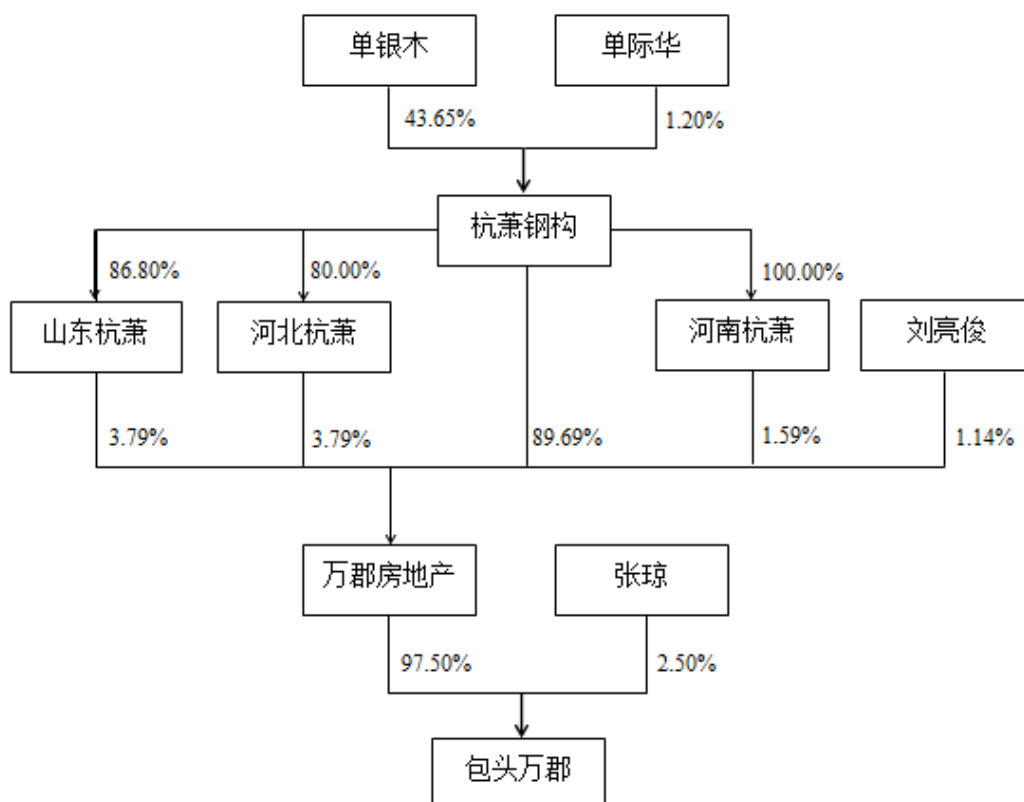 单银木
单际华
43.65%
1.20%
杭萧钢构
86.80%
80.00%
100.00%
山东杭萧
河北杭萧
河南杭萧
刘亮俊
3.79%
3.79%
89.69%
1.59%
1.14%
万郡房地产
张琼
97.50%
2.50%
包头万郡